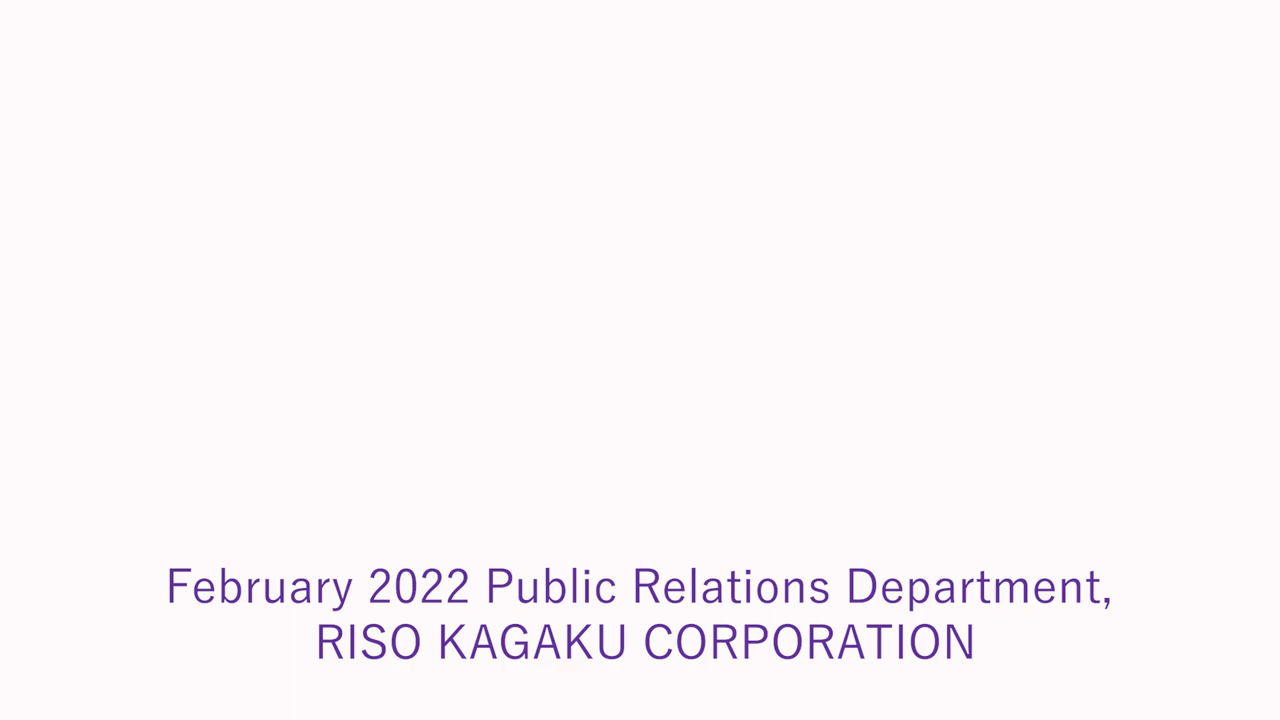 February 2022 Public Relations Department,
RISO KAGAKU CORPORATION